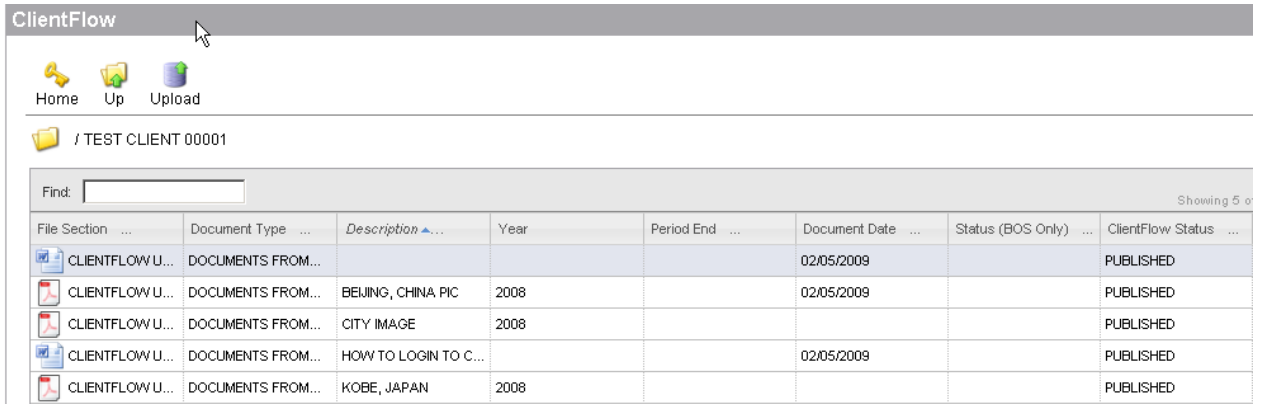 ClientFlow
Home Up Upload
/ TEST CLIENT 00001
Find:
Showing 5 o
File Section ... Document Type ... Description ... Year Period End ... Document Date ... Status (BOS Only) ... ClientFlow Status ...
CLIENTFLOW U... DOCUMENTS FROM... 02/05/2009 PUBLISHED
CLIENTFLOW U... DOCUMENTS FROM... BEIJING, CHINA PIC 2008 02/05/2009 PUBLISHED
CLIENTFLOW U... DOCUMENTS FROM... CITY IMAGE 2008 PUBLISHED
CLIENTFLOW U... DOCUMENTS FROM... HOW TO LOGIN TO C... 02/05/2009 PUBLISHED
CLIENTFLOW U... DOCUMENTS FROM... KOBE, JAPAN 2008 PUBLISHED